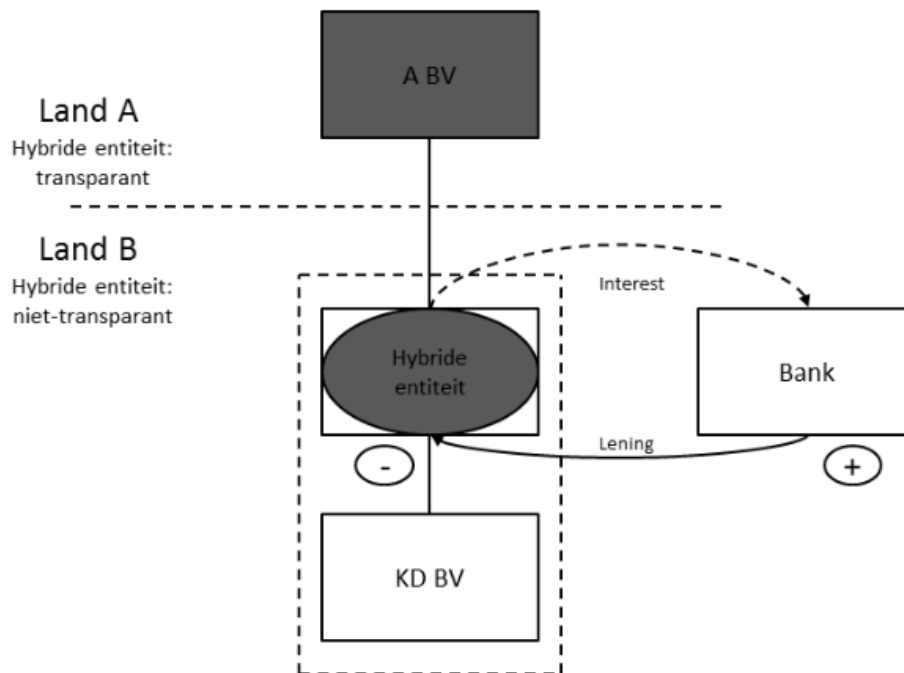 A BV
Land A
Hybride entiteit:
transparant
Land B
Hybride entiteit:
niet-transparant
Interest
Hybride
entiteit
Bank
Lening
-
+
KD BV